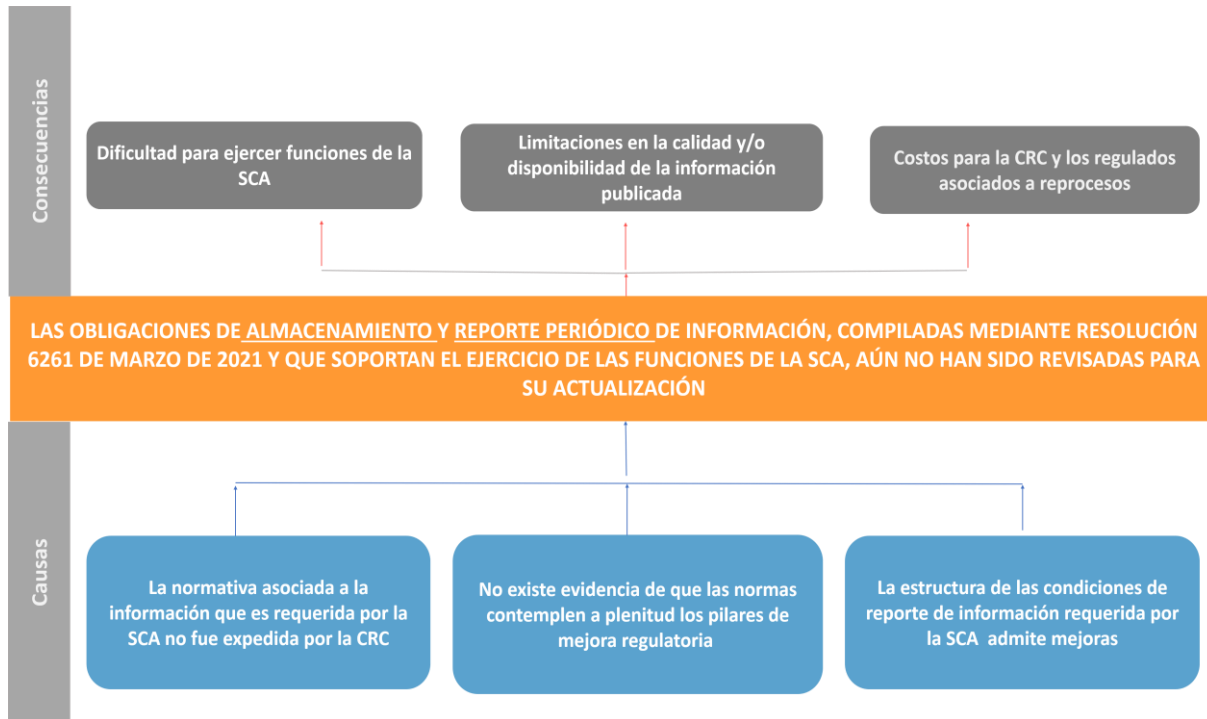 Consecuencias
Dificultad para ejercer funciones de la
SCA
Limitaciones en la calidad y/o
disponibilidad de la información
publicada
Costos para la CRC y los regulados
asociados a reprocesos
LAS OBLIGACIONES DE ALMACENAMIENTO Y REPORTE PERIÓDICO DE INFORMACIÓN, COMPILADAS MEDIANTE RESOLUCIÓN
6261 DE MARZO DE 2021 Y QUE SOPORTAN EL EJERCICIO DE LAS FUNCIONES DE LA SCA, AÚN NO HAN SIDO REVISADAS PARA
SU ACTUALIZACIÓN
Causas
La normativa asociada a la
información que es requerida por la
SCA no fue expedida por la CRC
No existe evidencia de que las normas
contemplen a plenitud los pilares de
mejora regulatoria
La estructura de las condiciones de
reporte de información requerida por
la SCA admite mejoras